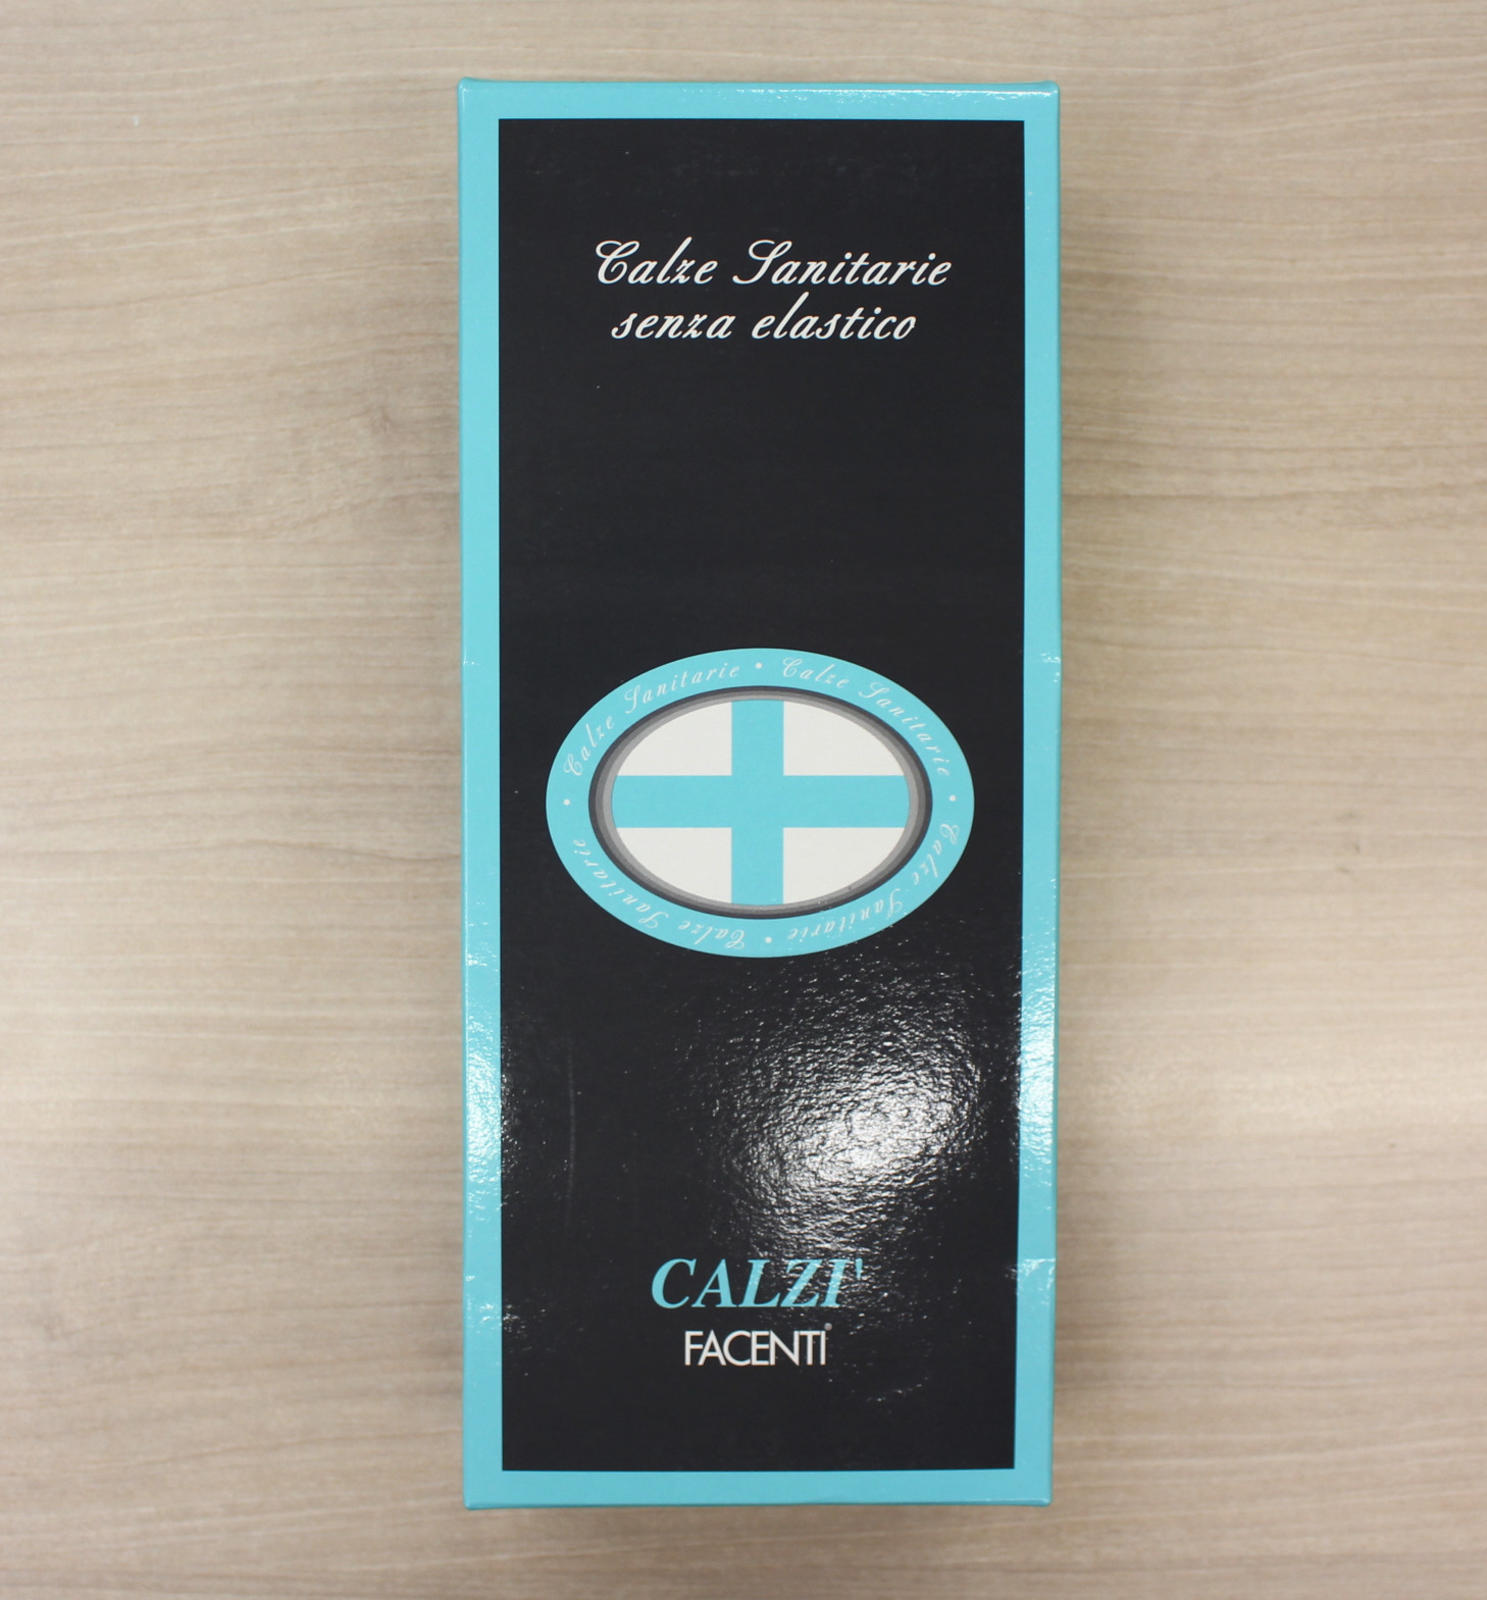 Calze Sanitarie
senza elastico
Calze Sanitarie • Calze Sanitarie • Calze Sanitarie • Calze Sanitarie •
CALZI'
FACENTI®